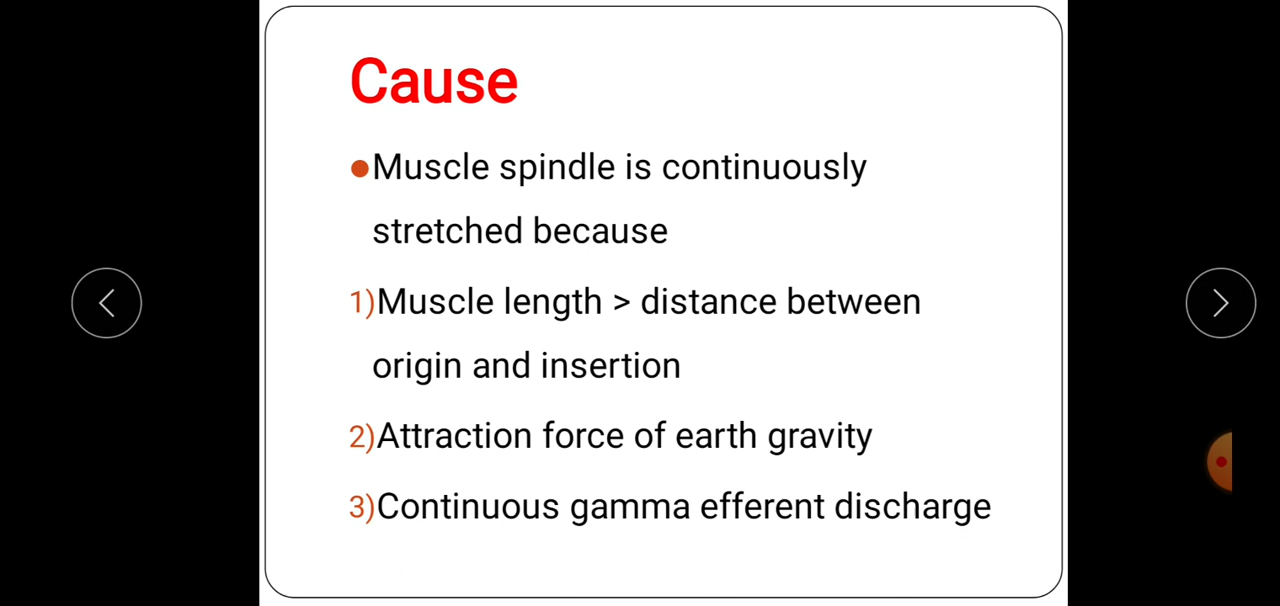 Cause
●Muscle spindle is continuously
stretched because
1)Muscle length > distance between
origin and insertion
2)Attraction force of earth gravity
3)Continuous gamma efferent discharge